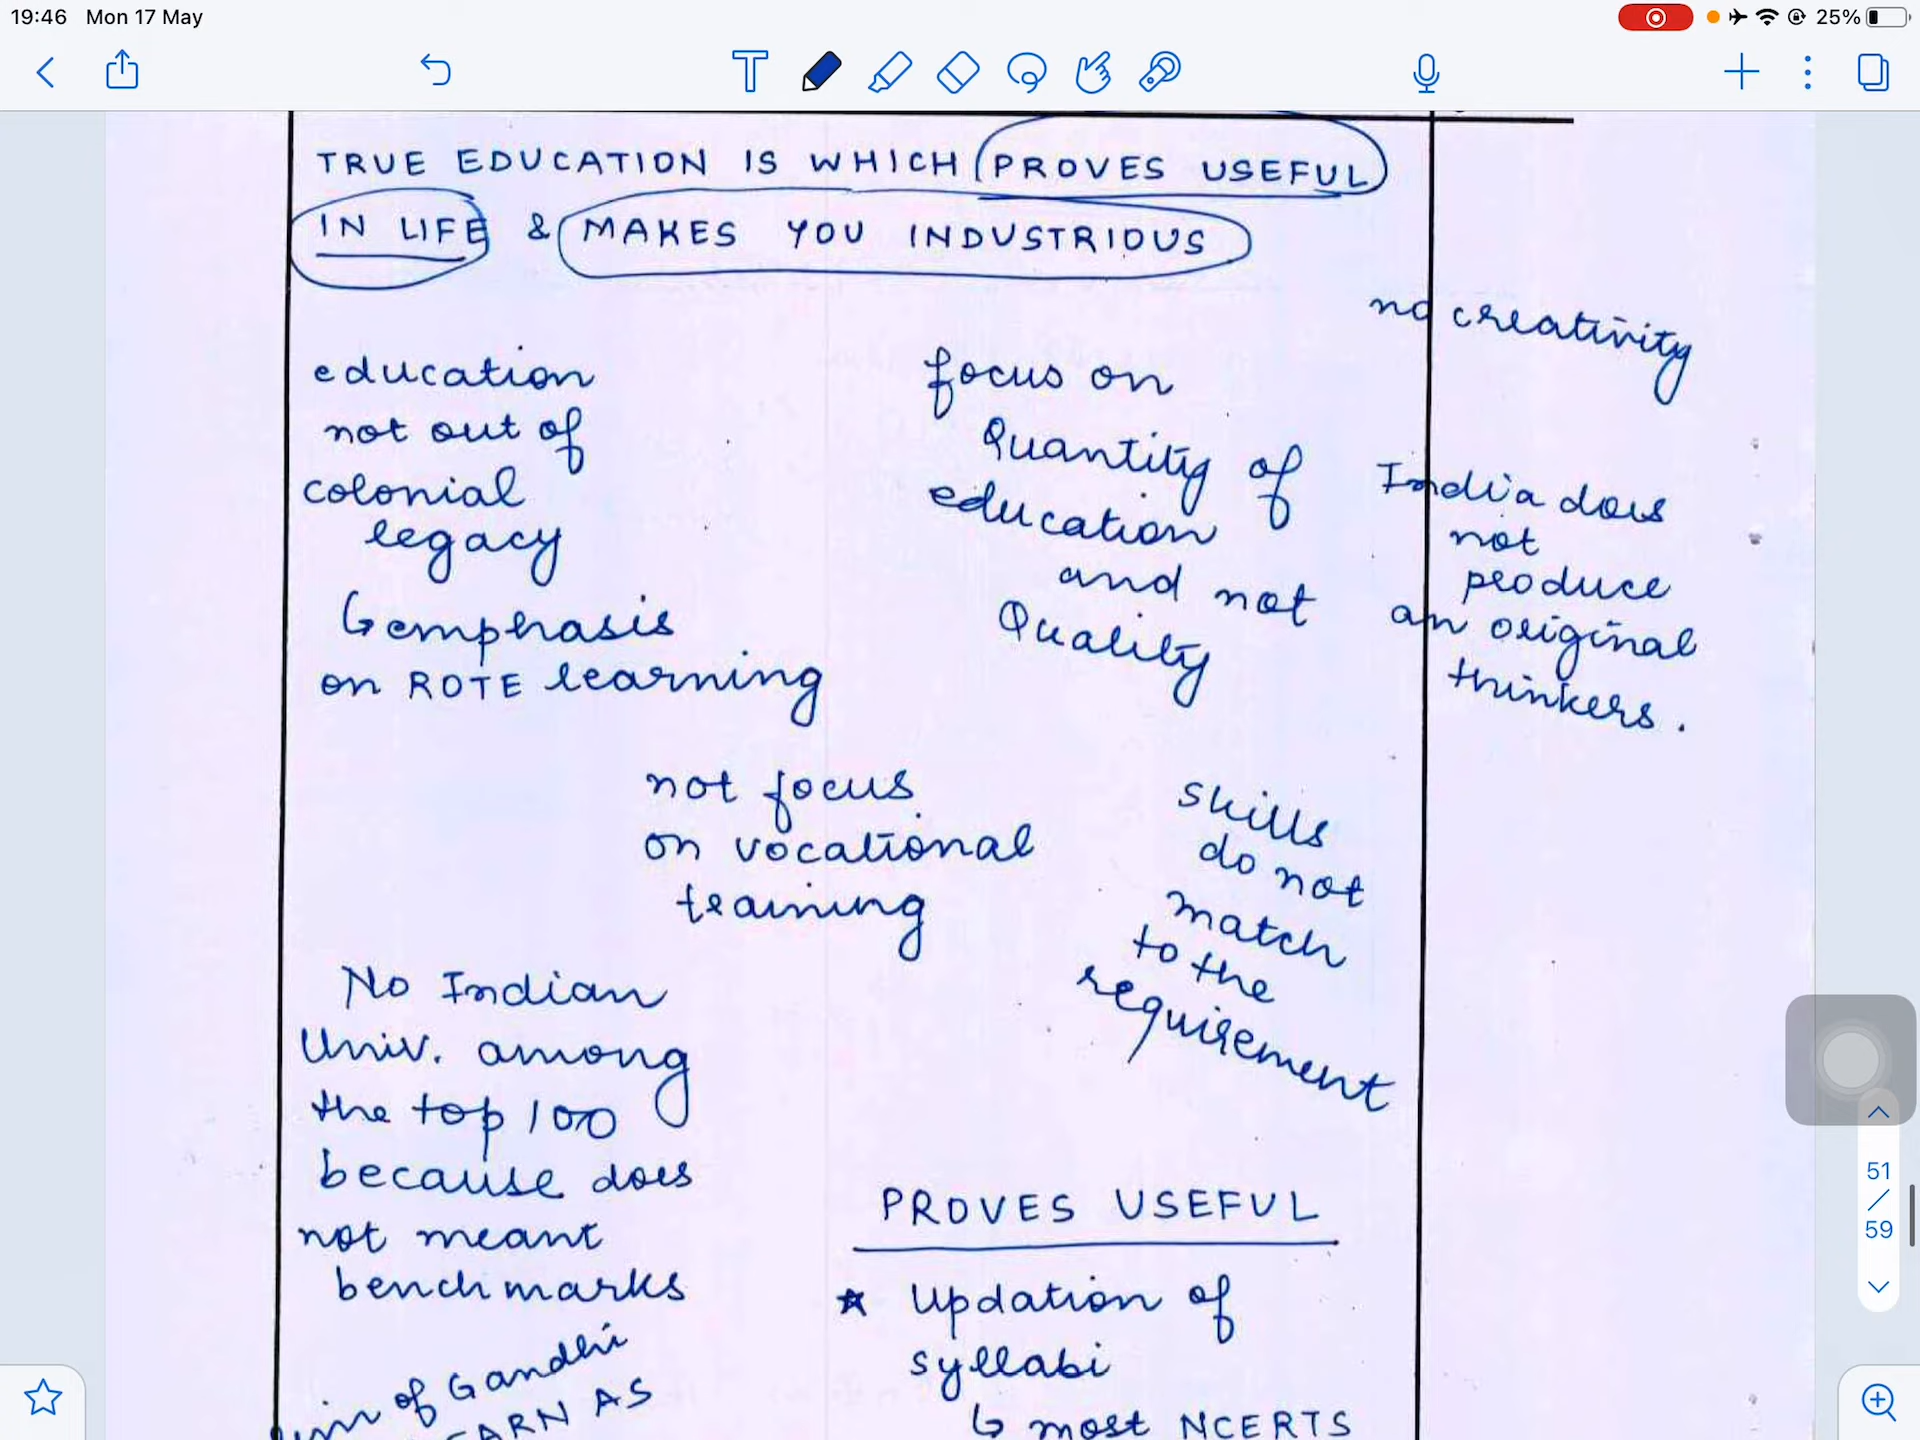 19:46 Mon 17 May
25%
TRUE EDUCATION IS WHICH PROVES USEFUL
IN LIFE & MAKES YOU INDUSTRIOUS
no creativity
education
not out of
colonial
legacy
↳ emphasis
on ROTE learning
focus on
Quantity of
education
and not
Quality
India does
not
produce
an original
thinkers.
not focus
on vocational
training
skills
do not
match
to the
requirement
No Indian
Univ. among
the top 100
because does
not meant
benchmarks
of Gandhi
AS
PROVES USEFUL
★ Updation of
syllabi
↳ most NCERTS
51
/
59